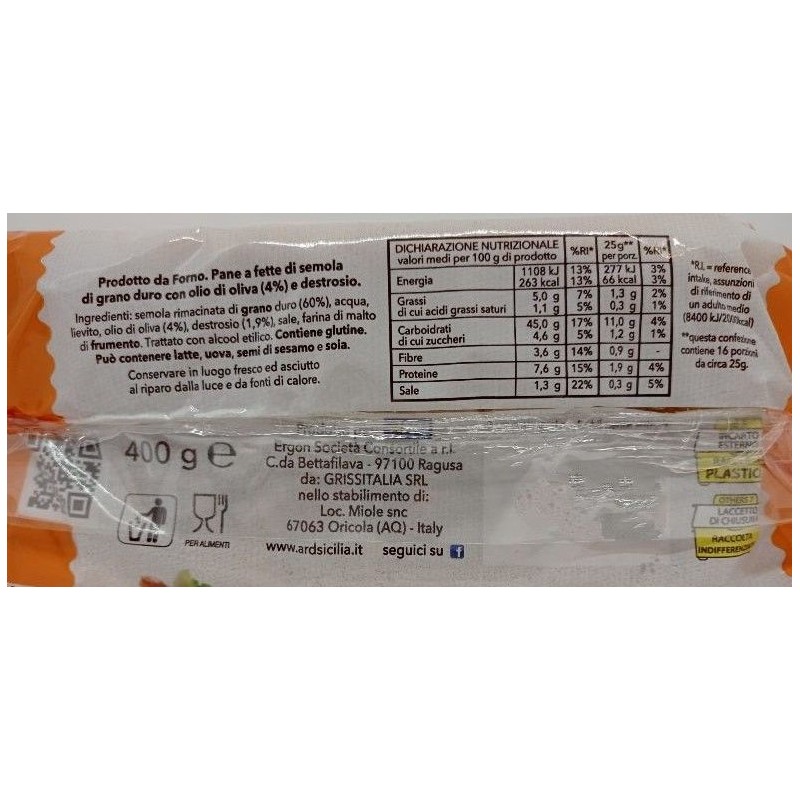 Prodotto da Forno. Pane a fette di semola
di grano duro con olio di oliva (4%) e destrosio.
Ingredienti: semola rimacinata di grano duro (60%), acqua,
lievito, olio di oliva (4%), destrosio (1,9%), sale, farina di malto
di frumento. Trattato con alcool etilico. Contiene glutine.
Può contenere latte, uova, semi di sesamo e soia.
Conservare in luogo fresco ed asciutto
al riparo dalla luce e da fonti di calore.
DICHIARAZIONE NUTRIZIONALE %RI* 25g** %RI*
valori medi per 100 g di prodotto per porz.
Energia 1108 kJ 13% 277 kJ 3%
263 kcal 13% 66 kcal 3%
Grassi 5,0 g 7% 1,3 g 2%
di cui acidi grassi saturi 1,1 g 5% 0,3 g 1%
Carboidrati 45,0 g 17% 11,0 g 4%
di cui zuccheri 4,6 g 5% 1,2 g 1%
Fibre 3,6 g 14% 0,9 g -
Proteine 7,6 g 15% 1,9 g 4%
Sale 1,3 g 22% 0,3 g 5%
*R.I. = reference
intake, assunzioni
di riferimento di
un adulto medio
(8400 kJ/2000kcal)
**questa confezione
contiene 16 porzioni
da circa 25g.
400 g e
PER ALIMENTI
Ergon Società Consortile a r.l.
C.da Bettafilava - 97100 Ragusa
da: GRISSITALIA SRL
nello stabilimento di:
Loc. Miole snc
67063 Oricola (AQ) - Italy
www.ardsicilia.it seguici su f
INCARTO
ESTERNO
PLASTIC
OTHERS 7
LACCETTO
DI CHIUSURA
RACCOLTA